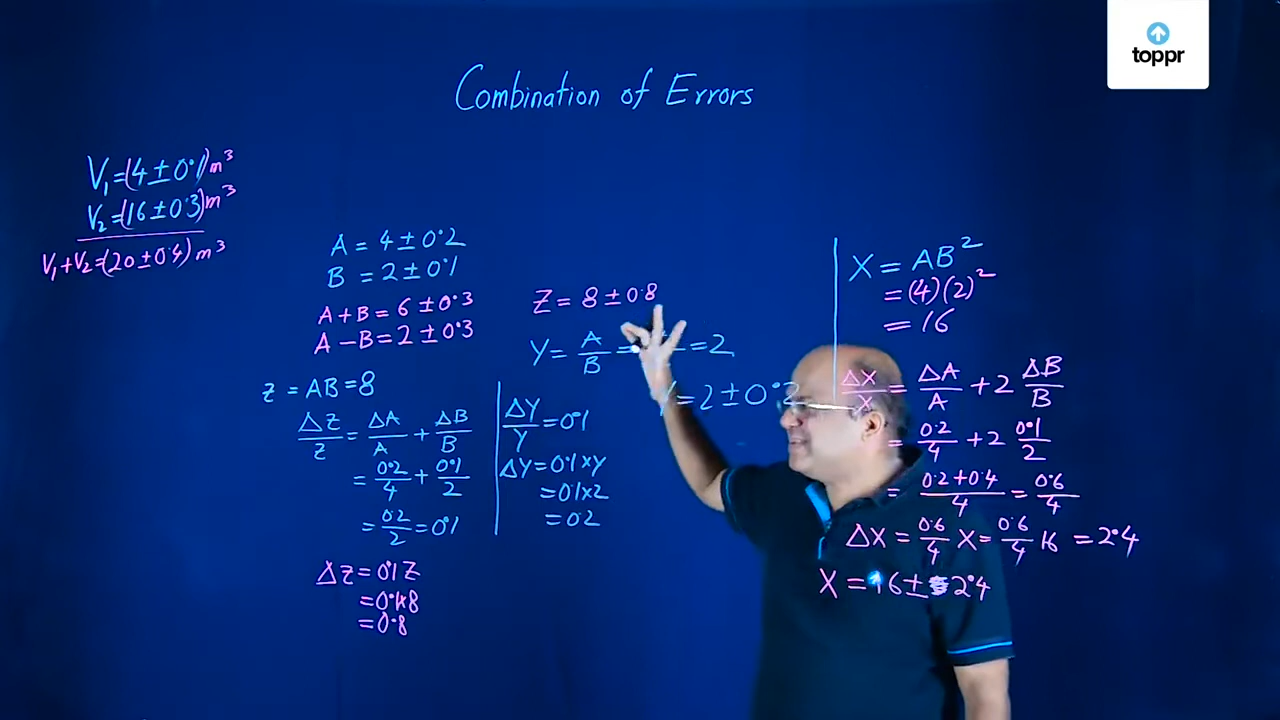 toppr
Combination of Errors
V₁=(4±0.1)m³
V₂=(16±0.3)m³
V₁+V₂=(20±0.4)m³
A = 4±0.2
B = 2±0.1
A+B=6±0.3
A-B=2±0.3
Z = AB=8
ΔZ/Z = ΔA/A + ΔB/B
= 0.2/4 + 0.1/2
= 0.2/2 = 0.1
ΔZ = 0.1Z
= 0.1×8
= 0.8
Z = 8±0.8
Y = A/B = = 2
Y = 2±0.2
ΔY/Y = 0.1
ΔY = 0.1×Y
= 0.1×2
= 0.2
X = AB²
= (4)(2)²
= 16
ΔX/X = ΔA/A + 2 ΔB/B
= 0.2/4 + 2 0.1/2
= 0.2+0.4/4 = 0.6/4
ΔX = 0.6/4 X = 0.6/4 16 = 2.4
X = 16± 2.4